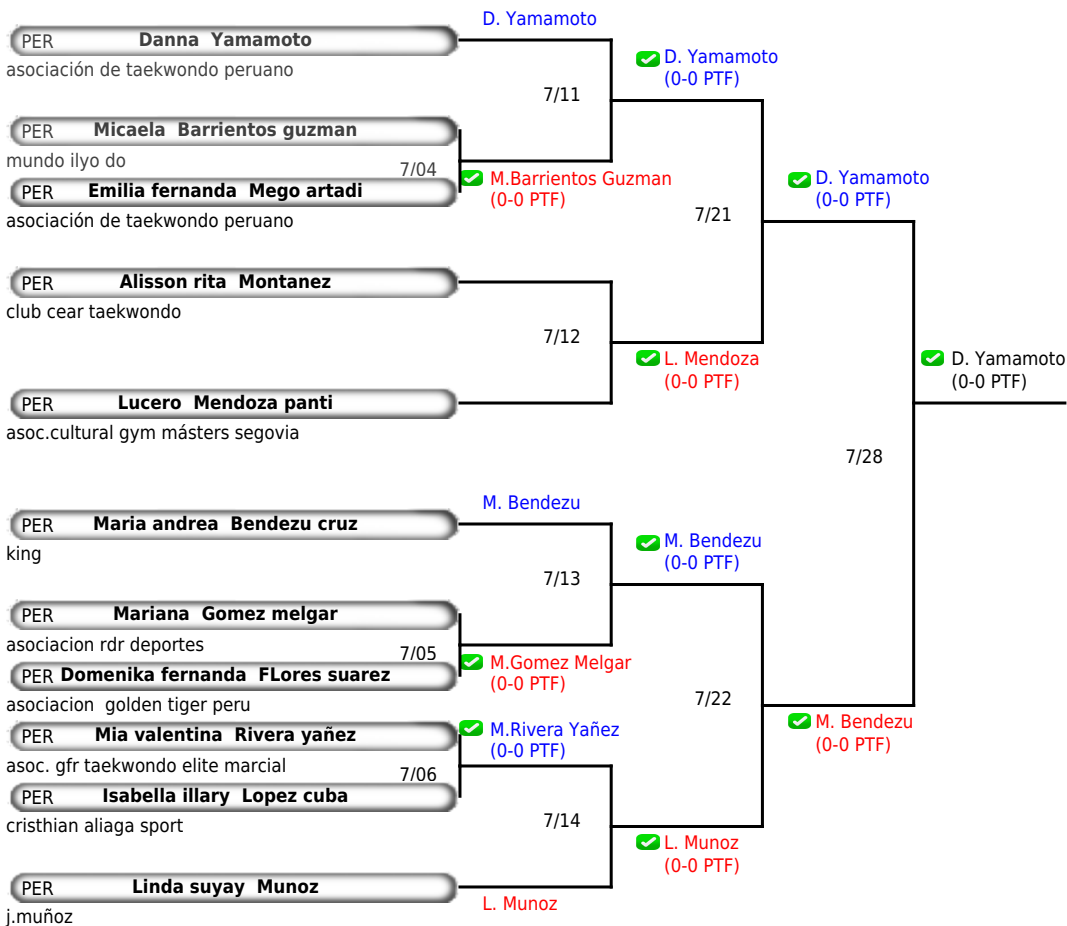 D. Yamamoto
PER Danna Yamamoto
asociación de taekwondo peruano
D. Yamamoto
(0-0 PTF)
7/11
PER Micaela Barrientos guzman
mundo ilyo do
7/04
PER Emilia fernanda Mego artadi
asociación de taekwondo peruano
M.Barrientos Guzman
(0-0 PTF)
D. Yamamoto
(0-0 PTF)
7/21
PER Alisson rita Montanez
club cear taekwondo
7/12
L. Mendoza
(0-0 PTF)
D. Yamamoto
(0-0 PTF)
PER Lucero Mendoza panti
asoc.cultural gym másters segovia
7/28
M. Bendezu
PER Maria andrea Bendezu cruz
king
M. Bendezu
(0-0 PTF)
7/13
PER Mariana Gomez melgar
asociacion rdr deportes
7/05
PER Domenika fernanda FLores suarez
asociacion golden tiger peru
M.Gomez Melgar
(0-0 PTF)
7/22
PER Mia valentina Rivera yañez
asoc. gfr taekwondo elite marcial
M.Rivera Yañez
(0-0 PTF)
M. Bendezu
(0-0 PTF)
7/06
PER Isabella illary Lopez cuba
cristhian aliaga sport
7/14
L. Munoz
(0-0 PTF)
PER Linda suyay Munoz
j.muñoz
L. Munoz